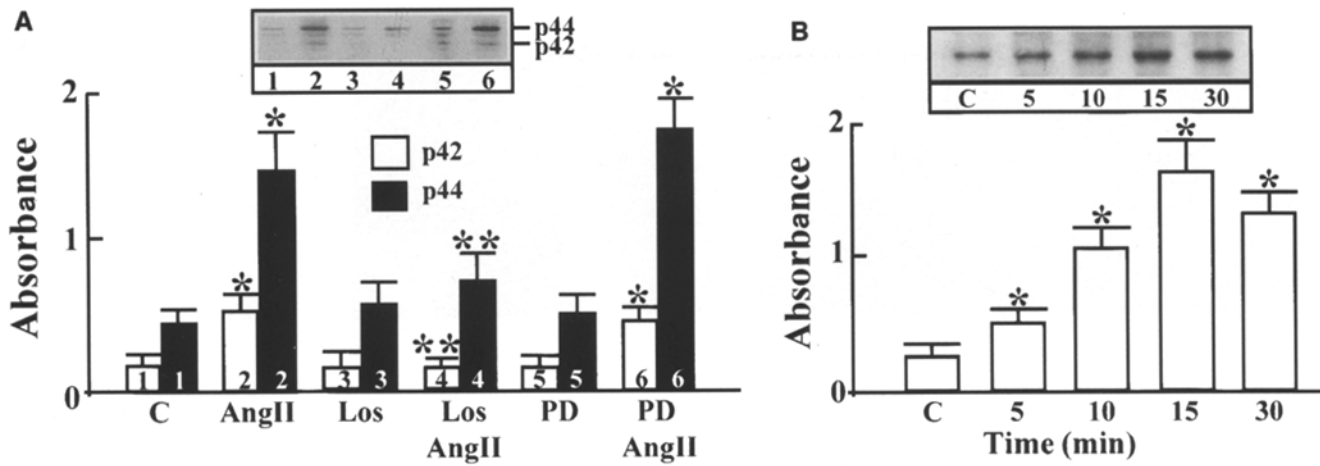 A
p44
p42
1 2 3 4 5 6
2
1
0
Absorbance
p42
p44
*
*
**
**
*
*
1 1 2 2 3 3 4 4 5 5 6 6
C AngII Los Los PD PD
AngII AngII
B
C 5 10 15 30
2
1
0
Absorbance
*
*
*
*
C 5 10 15 30
Time (min)